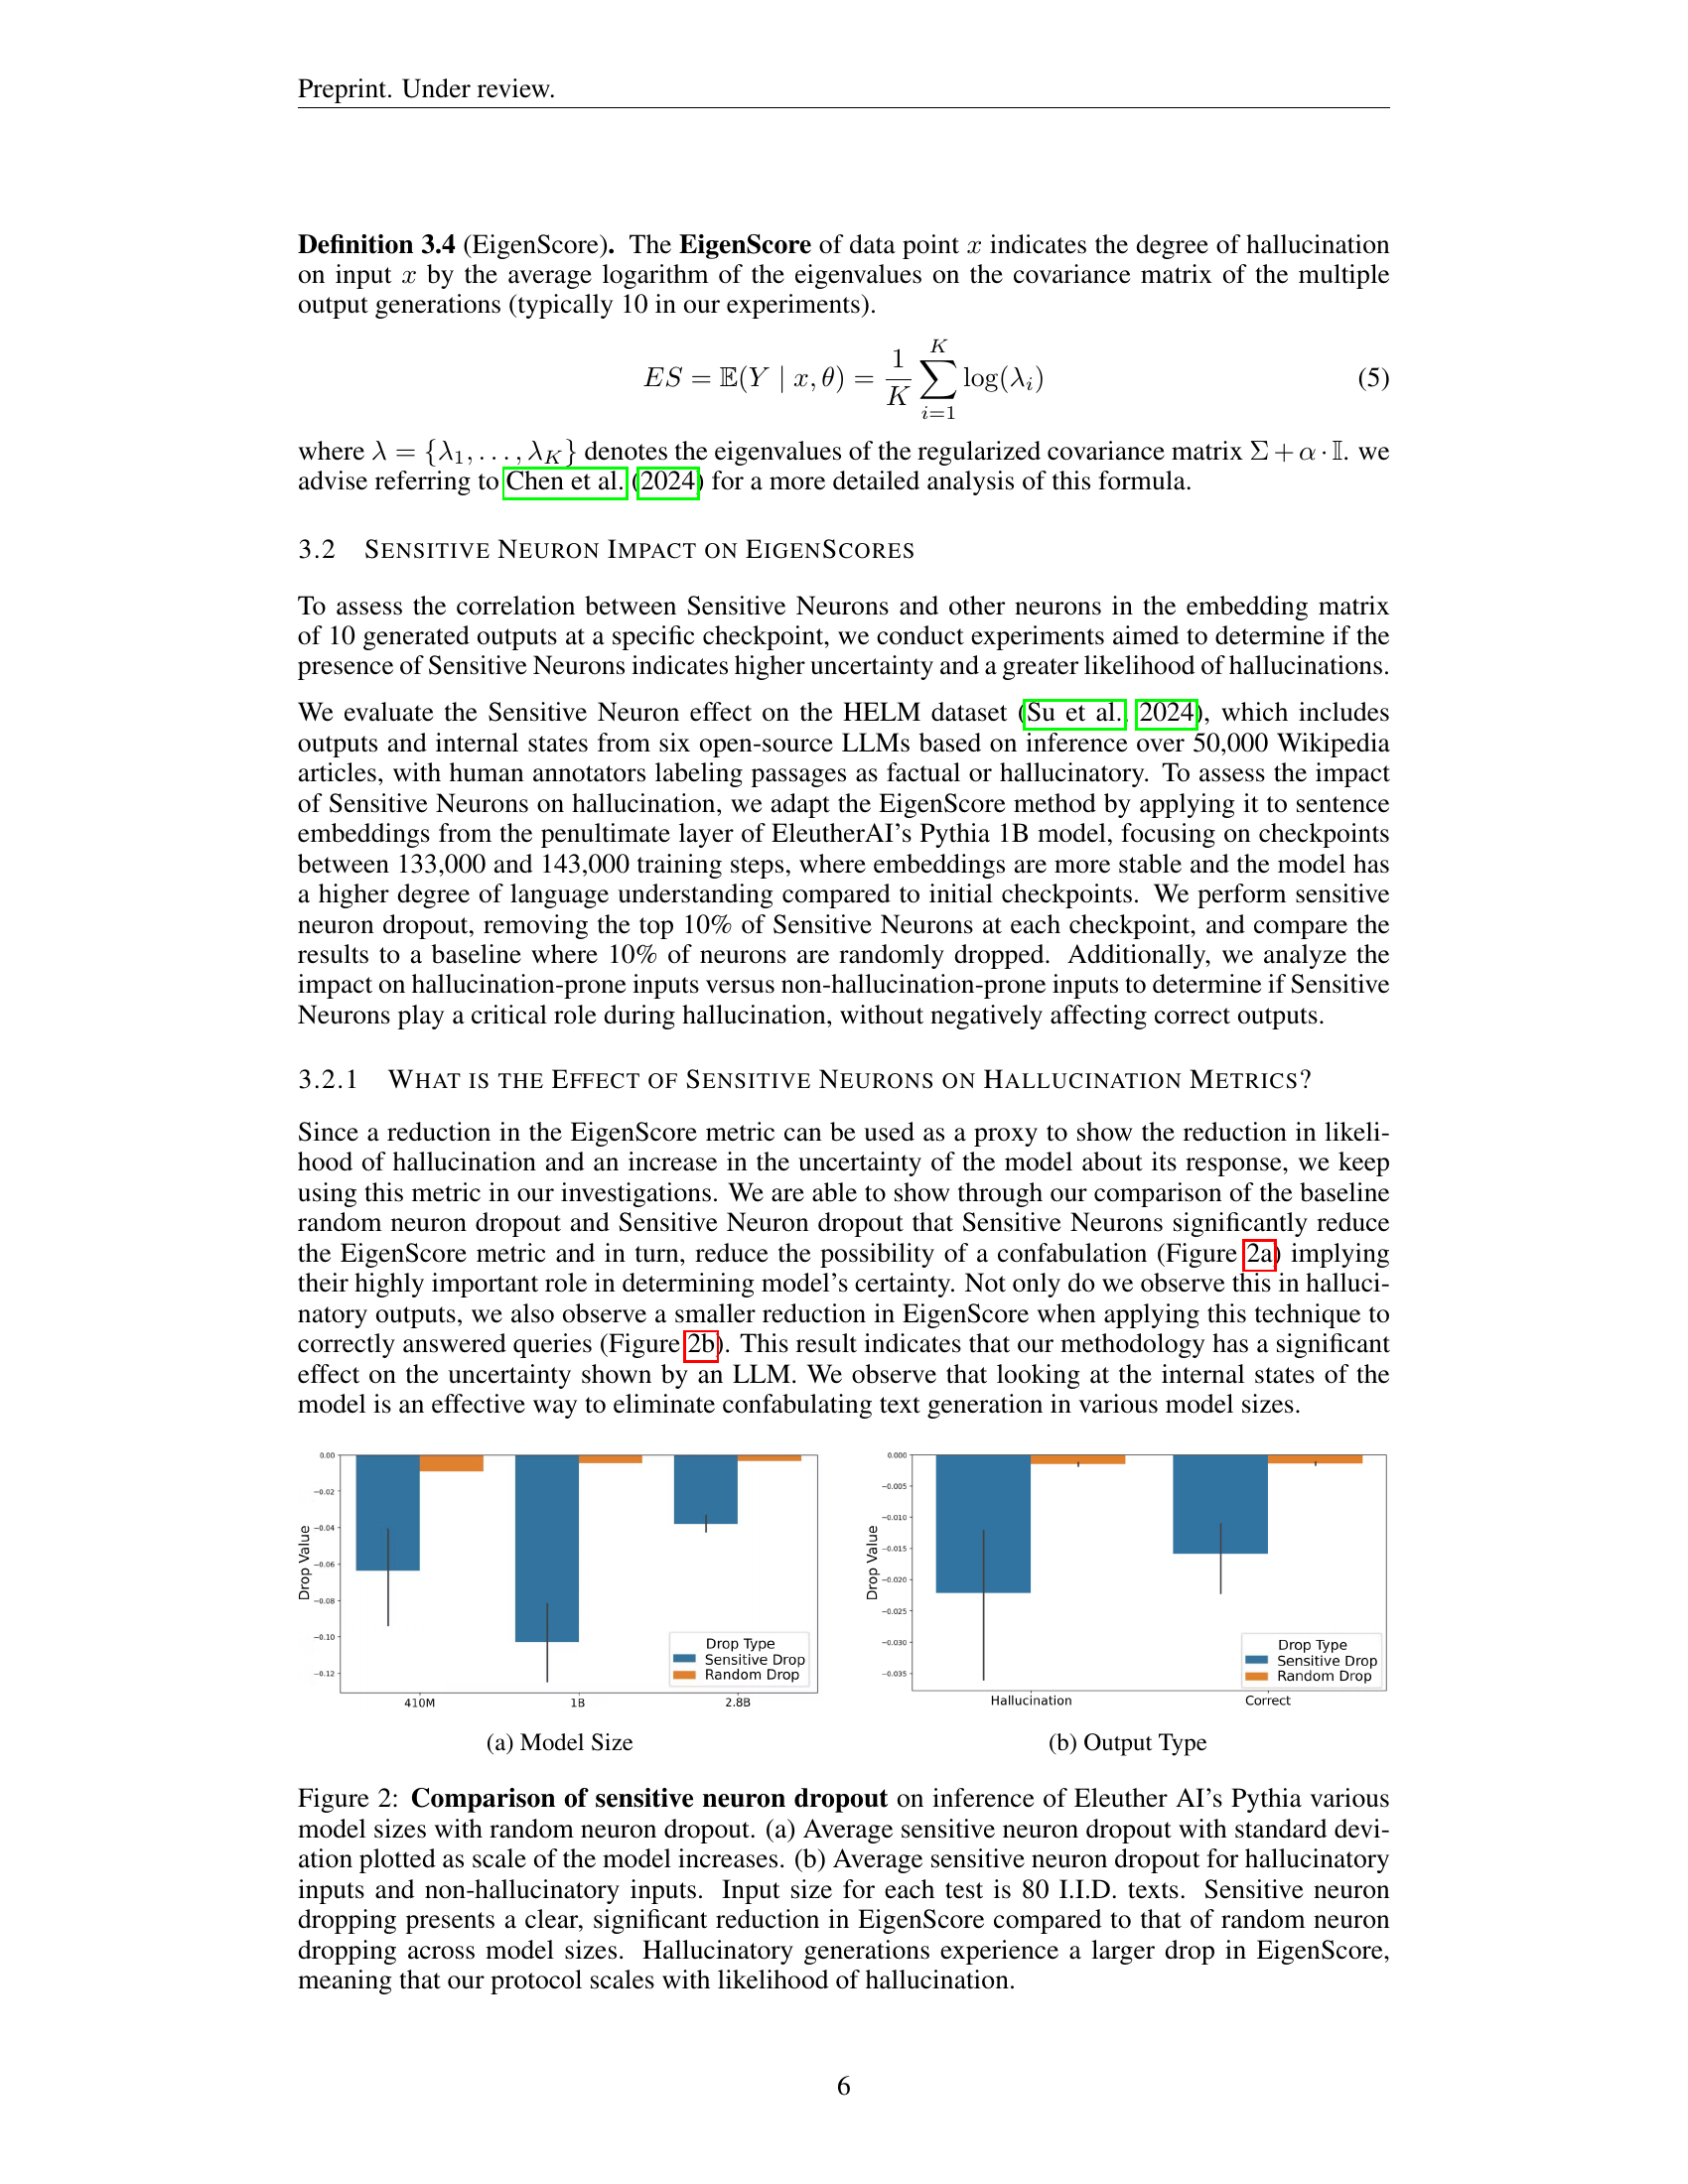 Preprint. Under review.
Definition 3.4 (EigenScore). The EigenScore of data point x indicates the degree of hallucination
on input x by the average logarithm of the eigenvalues on the covariance matrix of the multiple
output generations (typically 10 in our experiments).
ES = 𝔼(Y | x, θ) = 1/K ∑_{i=1}^{K} log(λ_i) (5)
where λ = {λ_1, . . . , λ_K} denotes the eigenvalues of the regularized covariance matrix Σ + α · 𝕀. we
advise referring to Chen et al. (2024) for a more detailed analysis of this formula.
3.2 SENSITIVE NEURON IMPACT ON EIGENSCORES
To assess the correlation between Sensitive Neurons and other neurons in the embedding matrix
of 10 generated outputs at a specific checkpoint, we conduct experiments aimed to determine if the
presence of Sensitive Neurons indicates higher uncertainty and a greater likelihood of hallucinations.
We evaluate the Sensitive Neuron effect on the HELM dataset (Su et al., 2024), which includes
outputs and internal states from six open-source LLMs based on inference over 50,000 Wikipedia
articles, with human annotators labeling passages as factual or hallucinatory. To assess the impact
of Sensitive Neurons on hallucination, we adapt the EigenScore method by applying it to sentence
embeddings from the penultimate layer of EleutherAI's Pythia 1B model, focusing on checkpoints
between 133,000 and 143,000 training steps, where embeddings are more stable and the model has
a higher degree of language understanding compared to initial checkpoints. We perform sensitive
neuron dropout, removing the top 10% of Sensitive Neurons at each checkpoint, and compare the
results to a baseline where 10% of neurons are randomly dropped. Additionally, we analyze the
impact on hallucination-prone inputs versus non-hallucination-prone inputs to determine if Sensitive
Neurons play a critical role during hallucination, without negatively affecting correct outputs.
3.2.1 WHAT IS THE EFFECT OF SENSITIVE NEURONS ON HALLUCINATION METRICS?
Since a reduction in the EigenScore metric can be used as a proxy to show the reduction in likeli-
hood of hallucination and an increase in the uncertainty of the model about its response, we keep
using this metric in our investigations. We are able to show through our comparison of the baseline
random neuron dropout and Sensitive Neuron dropout that Sensitive Neurons significantly reduce
the EigenScore metric and in turn, reduce the possibility of a confabulation (Figure 2a) implying
their highly important role in determining model's certainty. Not only do we observe this in halluci-
natory outputs, we also observe a smaller reduction in EigenScore when applying this technique to
correctly answered queries (Figure 2b). This result indicates that our methodology has a significant
effect on the uncertainty shown by an LLM. We observe that looking at the internal states of the
model is an effective way to eliminate confabulating text generation in various model sizes.
0.00
−0.02
−0.04
−0.06
−0.08
−0.10
−0.12
Drop Value
Drop Type
Sensitive Drop
Random Drop
410M 1B 2.8B
(a) Model Size
0.000
−0.005
−0.010
−0.015
−0.020
−0.025
−0.030
−0.035
Drop Value
Drop Type
Sensitive Drop
Random Drop
Hallucination Correct
(b) Output Type
Figure 2: Comparison of sensitive neuron dropout on inference of Eleuther AI's Pythia various
model sizes with random neuron dropout. (a) Average sensitive neuron dropout with standard devi-
ation plotted as scale of the model increases. (b) Average sensitive neuron dropout for hallucinatory
inputs and non-hallucinatory inputs. Input size for each test is 80 I.I.D. texts. Sensitive neuron
dropping presents a clear, significant reduction in EigenScore compared to that of random neuron
dropping across model sizes. Hallucinatory generations experience a larger drop in EigenScore,
meaning that our protocol scales with likelihood of hallucination.
6